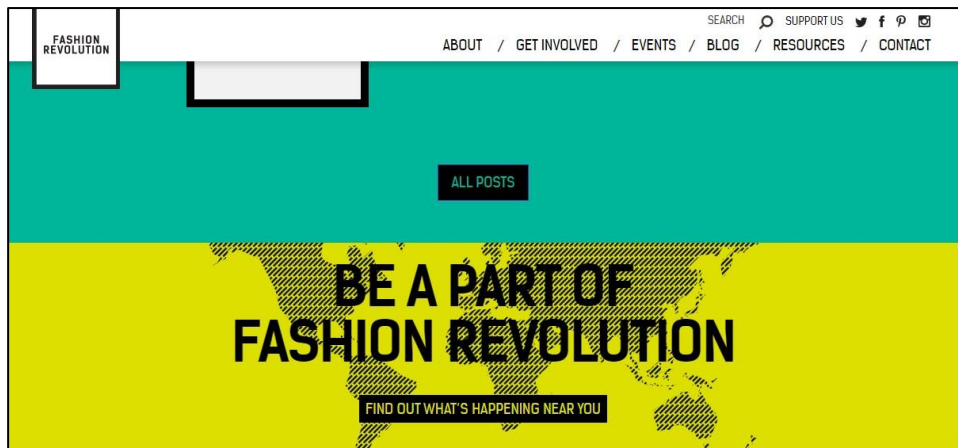 SEARCH SUPPORT US
FASHION
REVOLUTION
ABOUT / GET INVOLVED / EVENTS / BLOG / RESOURCES / CONTACT
ALL POSTS
BE A PART OF
FASHION REVOLUTION
FIND OUT WHAT'S HAPPENING NEAR YOU